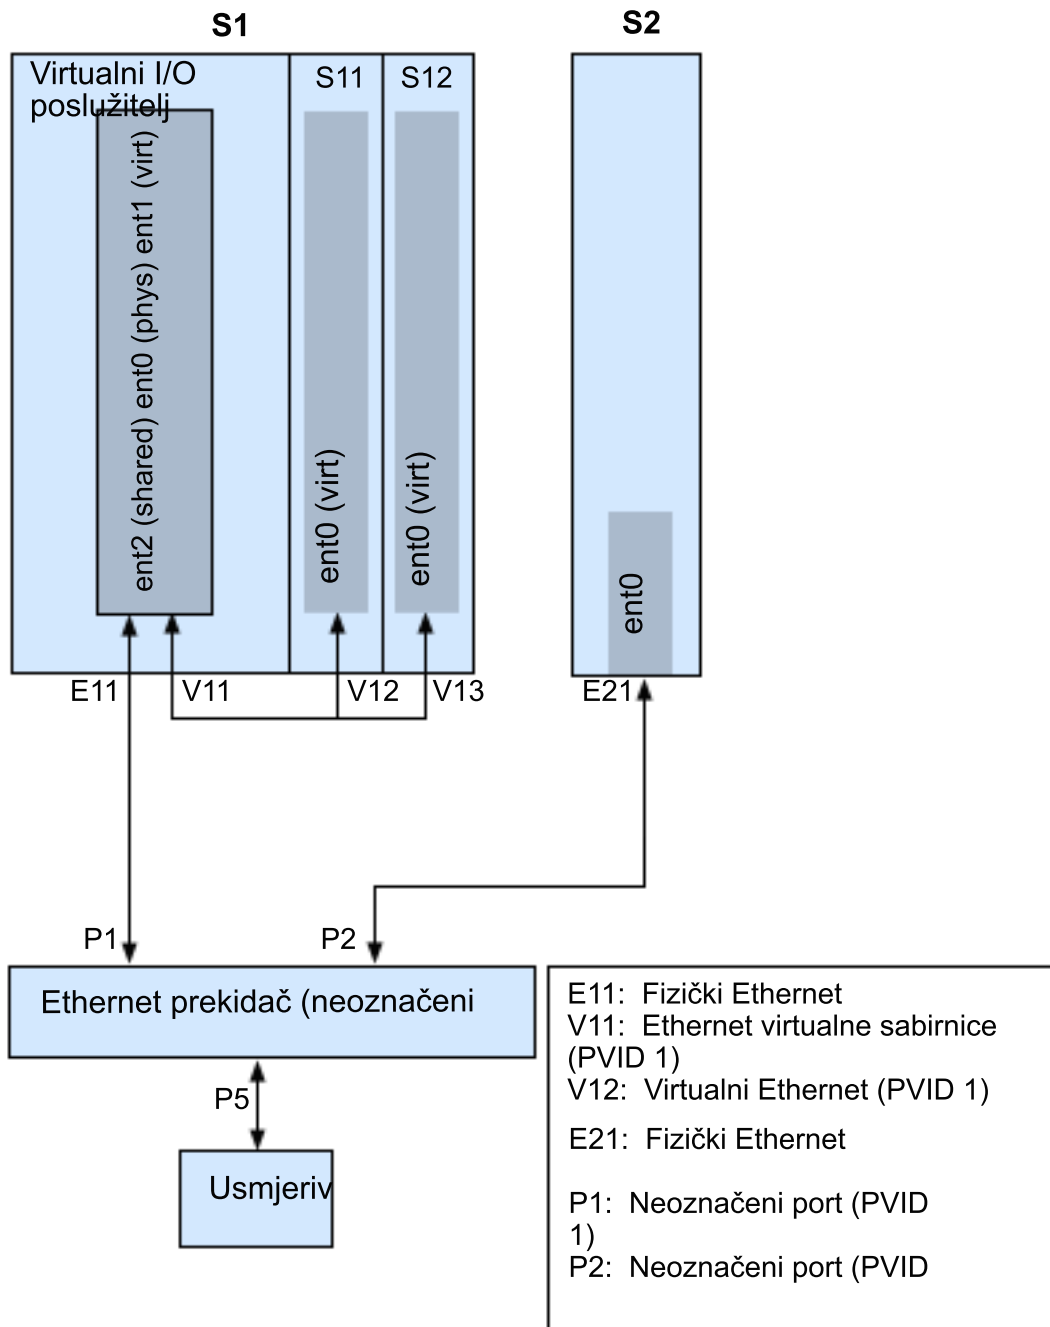 S1
S2
Virtualni I/O
poslužitelj
S11
S12
ent2 (shared) ent0 (phys) ent1 (virt)
ent0 (virt)
ent0 (virt)
ent0
E11
V11
V12
V13
E21
P1
P2
Ethernet prekidač (neoznačeni
P5
Usmjeriv
E11: Fizički Ethernet
V11: Ethernet virtualne sabirnice
(PVID 1)
V12: Virtualni Ethernet (PVID 1)
E21: Fizički Ethernet
P1: Neoznačeni port (PVID
1)
P2: Neoznačeni port (PVID